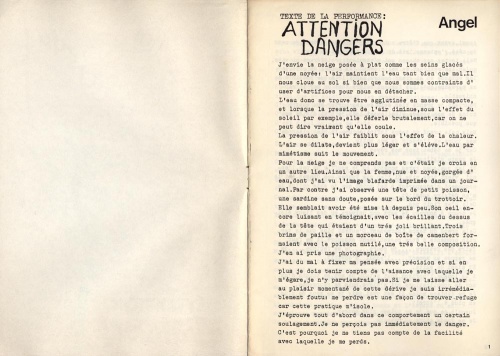 TEXTE DE LA PERFORMANCE:
ATTENTION
DANGERS
Angel
J'envie la neige posée à plat comme les seins glacés
d'une noyée: l'air maintient l'eau tant bien que mal.Il
nous cloue au sol si bien que nous sommes contraints d'
user d'artifices pour nous en détacher.
L'eau donc se trouve être agglutinée en masse compacte,
et lorsque la pression de l'air diminue,sous l'effet du
soleil par exemple,elle déferle brutalement,car on ne
peut dire vraiment qu'elle coule.
La pression de l'air faiblit sous l'effet de la chaleur.
L'air se dilate,devient plus léger et s'élève.L'eau par
mimétisme suit le mouvement.
Pour la neige je ne comprends pas et c'était je crois en
un autre lieu.Ainsi que la femme,nue et noyée,gorgée d'
eau,dont j'ai vu l'image blafarde imprimée dans un jour-
nal.Par contre j'ai observé une tête de petit poisson,
une sardine sans doute,posée sur le bord du trottoir.
Elle semblait avoir été mise là depuis peu.Son oeil enc-
ore luisant en témoignait,avec les écailles du dessus
de la tête qui étaient d'un très joli brillant.Trois
brins de paille et un morceau de boîte de camembert for-
maient avec le poisson mutilé,une très belle composition.
J'en ai pris une photographie.
J'ai du mal à fixer ma pensée avec précision et si en
plus je dois tenir compte de l'aisance avec laquelle je
m'égare,je n'y parviendrais pas.Si je me laisse aller
au plaisir momentané de cette dérive je suis irrémédia-
blement foutu: me perdre est une façon de trouver refuge
car cette pratique m'isole.
J'éprouve tout d'abord dans ce comportement un certain
soulagement.Je ne perçois pas immédiatement le danger.
C'est pourquoi je ne tiens pas compte de la facilité
avec laquelle je me perds.
1